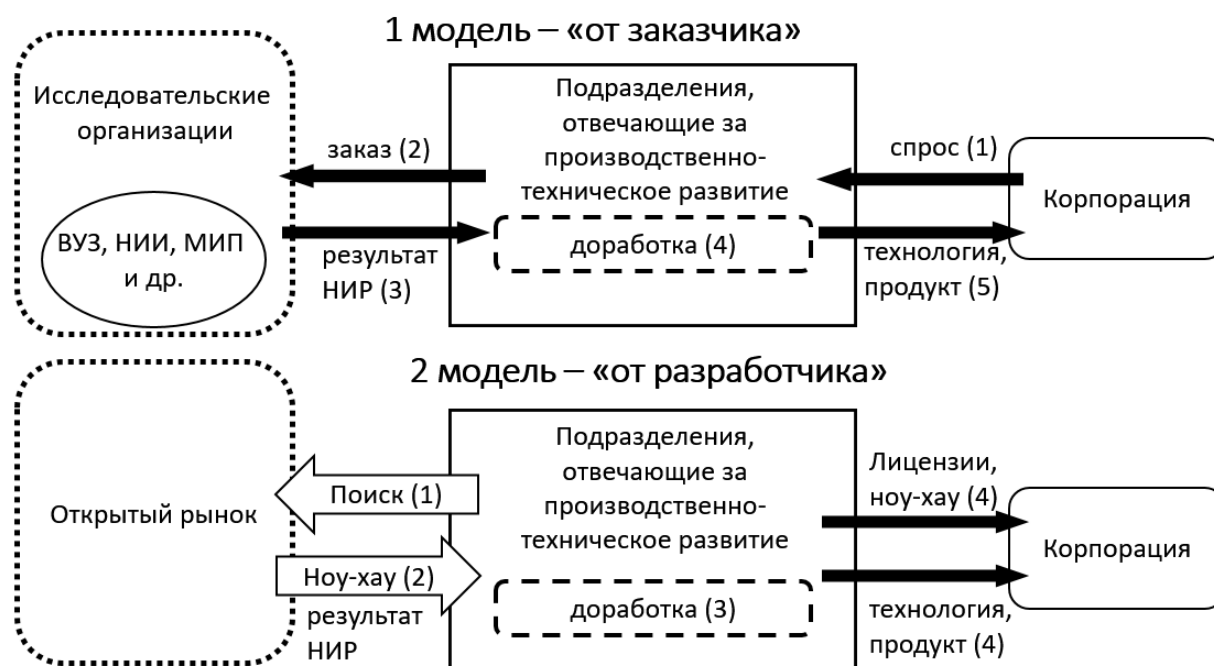 1 модель – «от заказчика»
Исследовательские
организации
ВУЗ, НИИ, МИП
и др.
заказ (2)
результат
НИР (3)
Подразделения,
отвечающие за
производственно-
техническое развитие
доработка (4)
спрос (1)
технология,
продукт (5)
Корпорация
2 модель – «от разработчика»
Открытый рынок
Поиск (1)
Ноу-хау (2)
результат
НИР
Подразделения,
отвечающие за
производственно-
техническое развитие
доработка (3)
Лицензии,
ноу-хау (4)
технология,
продукт (4)
Корпорация